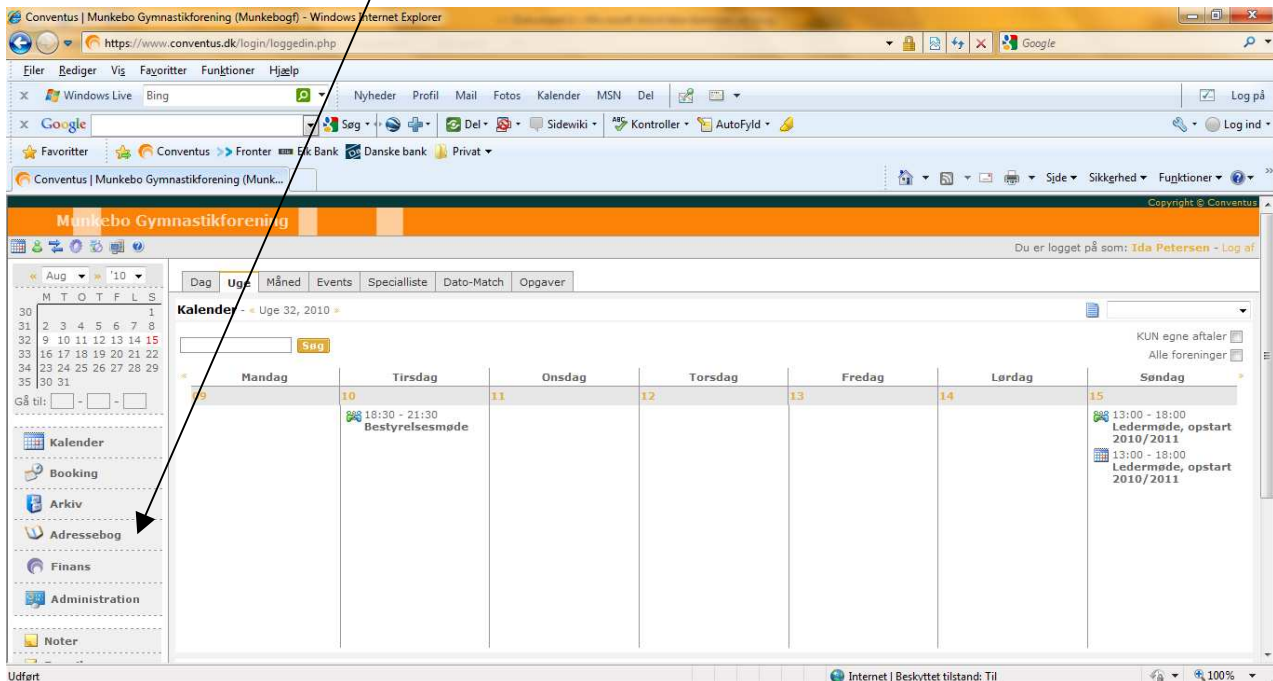 Conventus | Munkebo Gymnastikforening (Munkebogf) - Windows Internet Explorer
https://www.conventus.dk/login/loggedin.php
Google
Filer Rediger Vis Favoritter Funktioner Hjælp
x Windows Live Bing Nyheder Profil Mail Fotos Kalender MSN Del Log på
x Google Søg Del Sidewiki ABC Kontroller AutoFyld Log ind
Favoritter Conventus >> Fronter Bank Danske bank Privat
Conventus | Munkebo Gymnastikforening (Munk... Side Sikkerhed Funktioner
Copyright © Conventus
Munkebo Gymnastikforening
Du er logget på som: Ida Petersen - Log af
« Aug » '10
M T O T F L S
30 1
31 2 3 4 5 6 7 8
32 9 10 11 12 13 14 15
33 16 17 18 19 20 21 22
34 23 24 25 26 27 28 29
35 30 31
Gå til: - -
Kalender
Booking
Arkiv
Adressebog
Finans
Administration
Noter
Dag Uge Måned Events Specialliste Dato-Match Opgaver
Kalender - « Uge 32, 2010 »
Søg
KUN egne aftaler
Alle foreninger
« Mandag Tirsdag Onsdag Torsdag Fredag Lørdag Søndag »
09 10 11 12 13 14 15
18:30 - 21:30
Bestyrelsesmøde
13:00 - 18:00
Ledermøde, opstart
2010/2011
13:00 - 18:00
Ledermøde, opstart
2010/2011
Udført Internet | Beskyttet tilstand: Til 100%